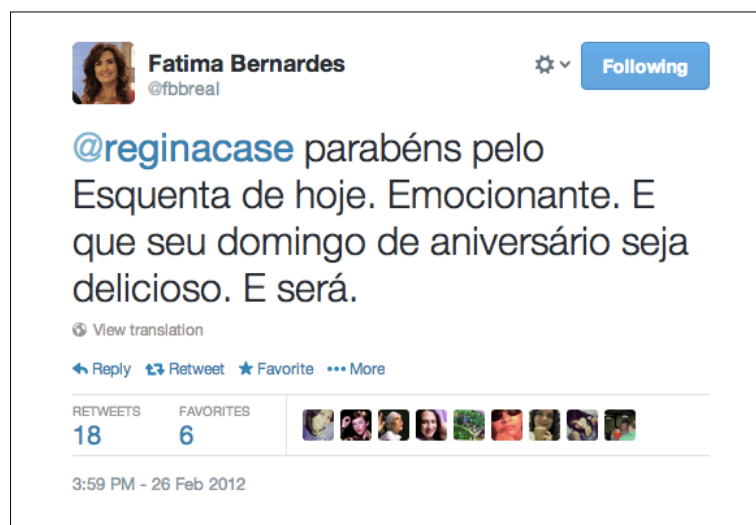 Fatima Bernardes
@fbbreal
Following
@reginacase parabéns pelo
Esquenta de hoje. Emocionante. E
que seu domingo de aniversário seja
delicioso. E será.
View translation
Reply Retweet Favorite More
RETWEETS FAVORITES
18 6
3:59 PM - 26 Feb 2012